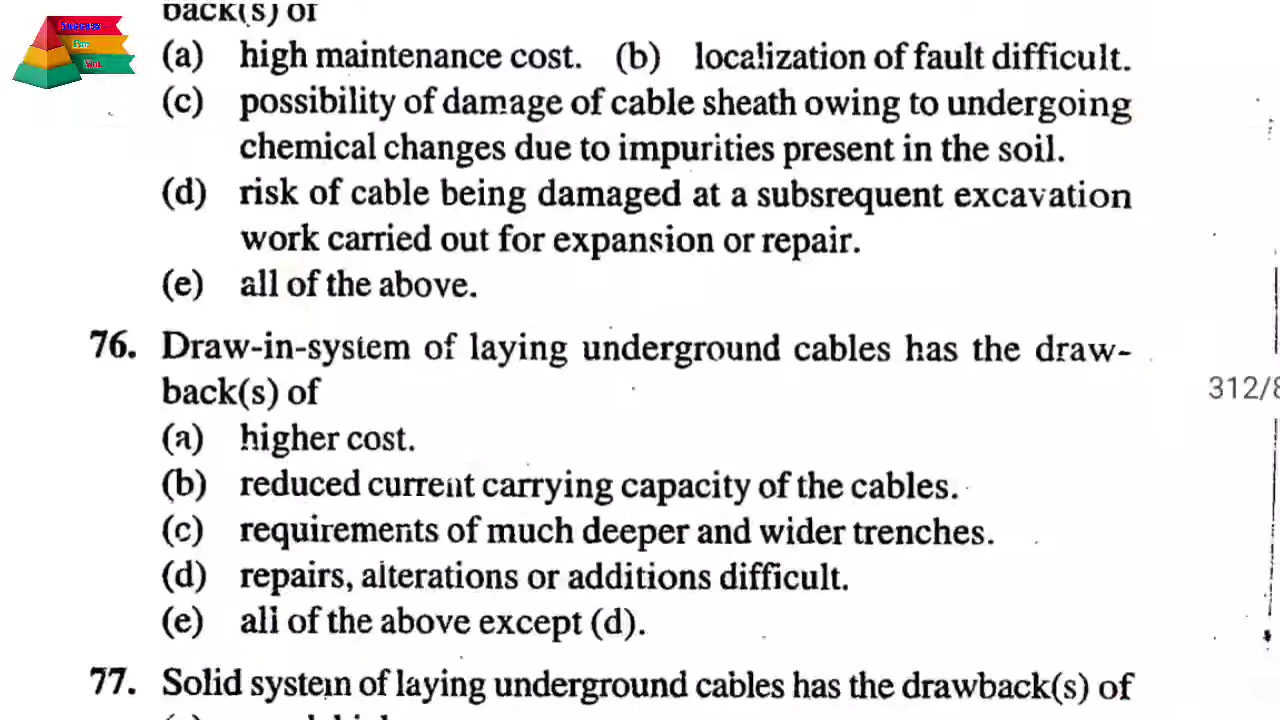 Success
For
You
back(s) of
(a) high maintenance cost. (b) localization of fault difficult.
(c) possibility of damage of cable sheath owing to undergoing
chemical changes due to impurities present in the soil.
(d) risk of cable being damaged at a subsrequent excavation
work carried out for expansion or repair.
(e) all of the above.
76. Draw-in-system of laying underground cables has the draw-
back(s) of
312/8
(a) higher cost.
(b) reduced current carrying capacity of the cables.
(c) requirements of much deeper and wider trenches.
(d) repairs, alterations or additions difficult.
(e) all of the above except (d).
77. Solid system of laying underground cables has the drawback(s) of